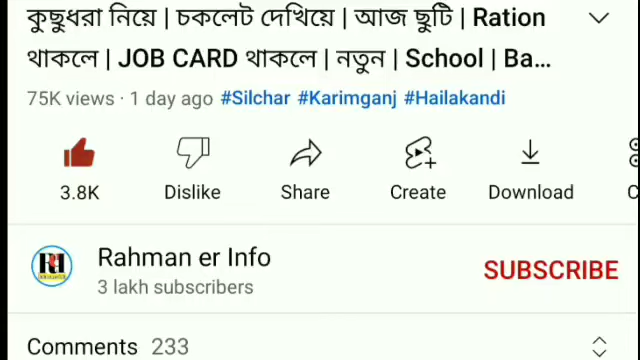 কুছুধরা নিয়ে | চকলেট দেখিয়ে | আজ ছুটি | Ration
থাকলে | JOB CARD থাকলে | নতুন | School | Ba...
75K views · 1 day ago #Silchar #Karimganj #Hailakandi
3.8K Dislike Share Create Download
Rahman er Info
SUBSCRIBE
3 lakh subscribers
Comments 233